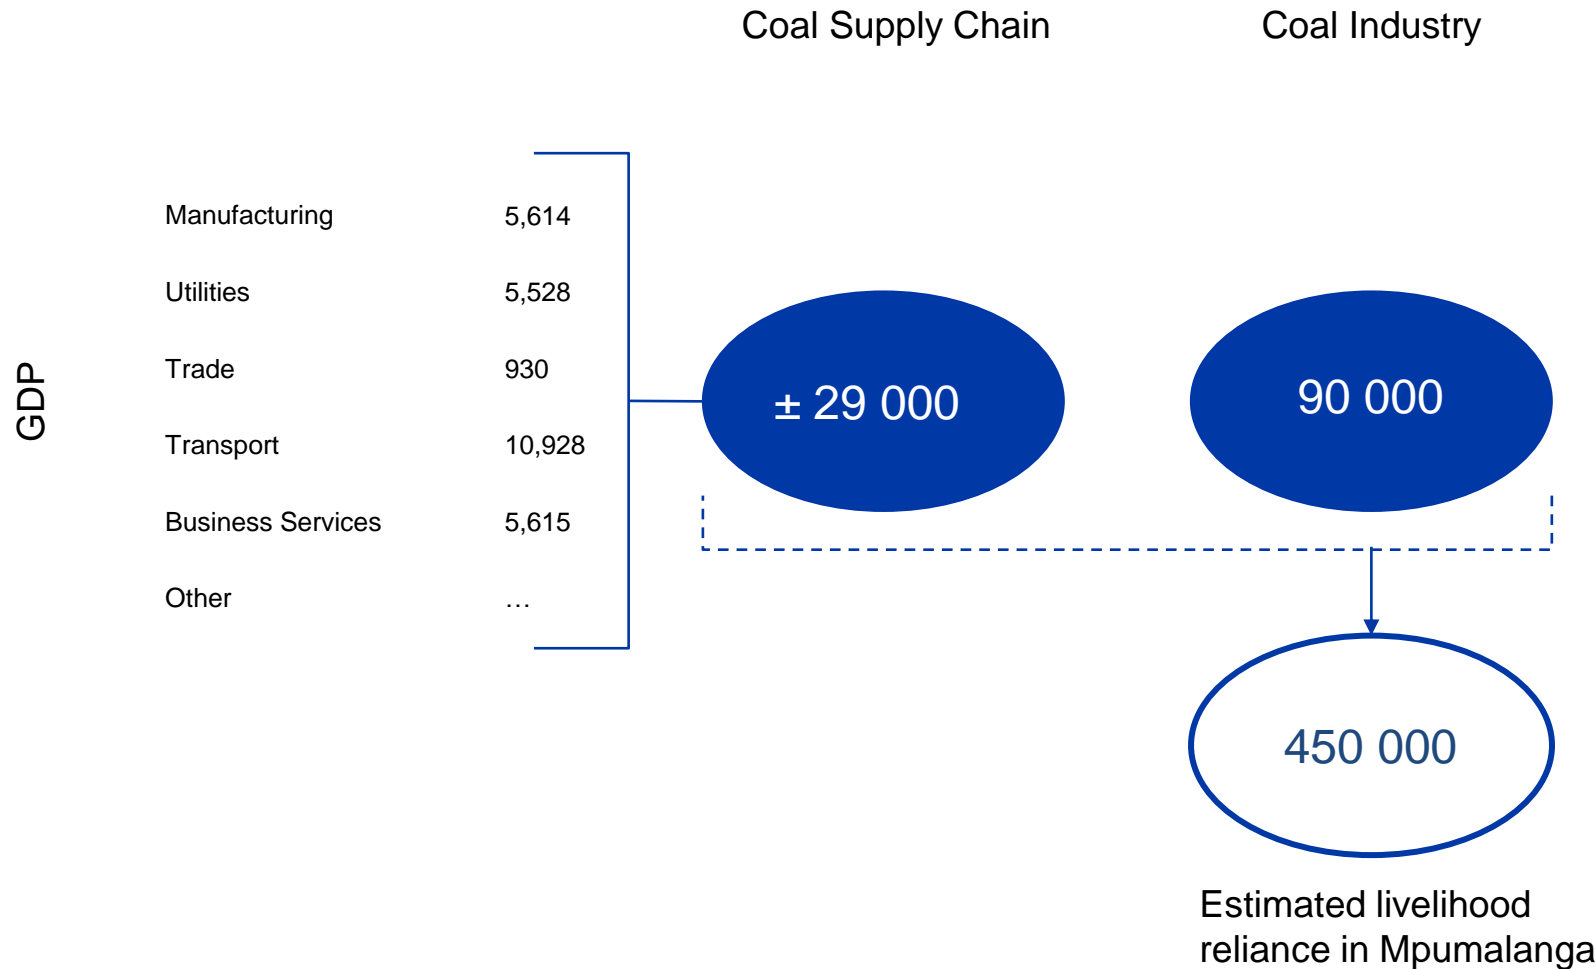 Coal Supply Chain
Coal Industry
GDP
Manufacturing 5,614
Utilities 5,528
Trade 930
Transport 10,928
Business Services 5,615
Other …
± 29 000
90 000
450 000
Estimated livelihood
reliance in Mpumalanga